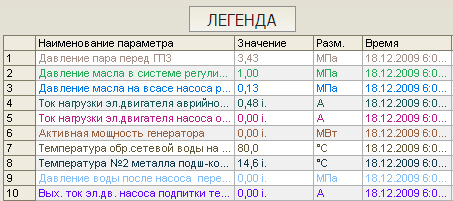 ЛЕГЕНДА
Наименование параметра Значение Разм. Время
1 Давление пара перед ГПЗ 3,43 МПа 18.12.2009 6:0...
2 Давление масла в системе регули... 1,00 МПа 18.12.2009 6:0...
3 Давление масла на всасе насоса р... 0,13 МПа 18.12.2009 6:0...
4 Ток нагрузки эл.двигателя аврийно... 0,48 i. А 18.12.2009 6:0...
5 Ток нагрузки эл.двигателя насоса о... 0,00 i. А 18.12.2009 6:0...
6 Активная мощность генератора 0,00 i. МВт 18.12.2009 6:0...
7 Температура обр.сетевой воды на ... 80,0 °С 18.12.2009 6:0...
8 Температура №2 металла подш-ко... 14,6 i. °С 18.12.2009 6:0...
9 Давление воды после насоса пере... 0,00 i. МПа 18.12.2009 6:0...
10 Вых. ток эл.дв. насоса подпитки те... 0,00 i. А 18.12.2009 6:0...